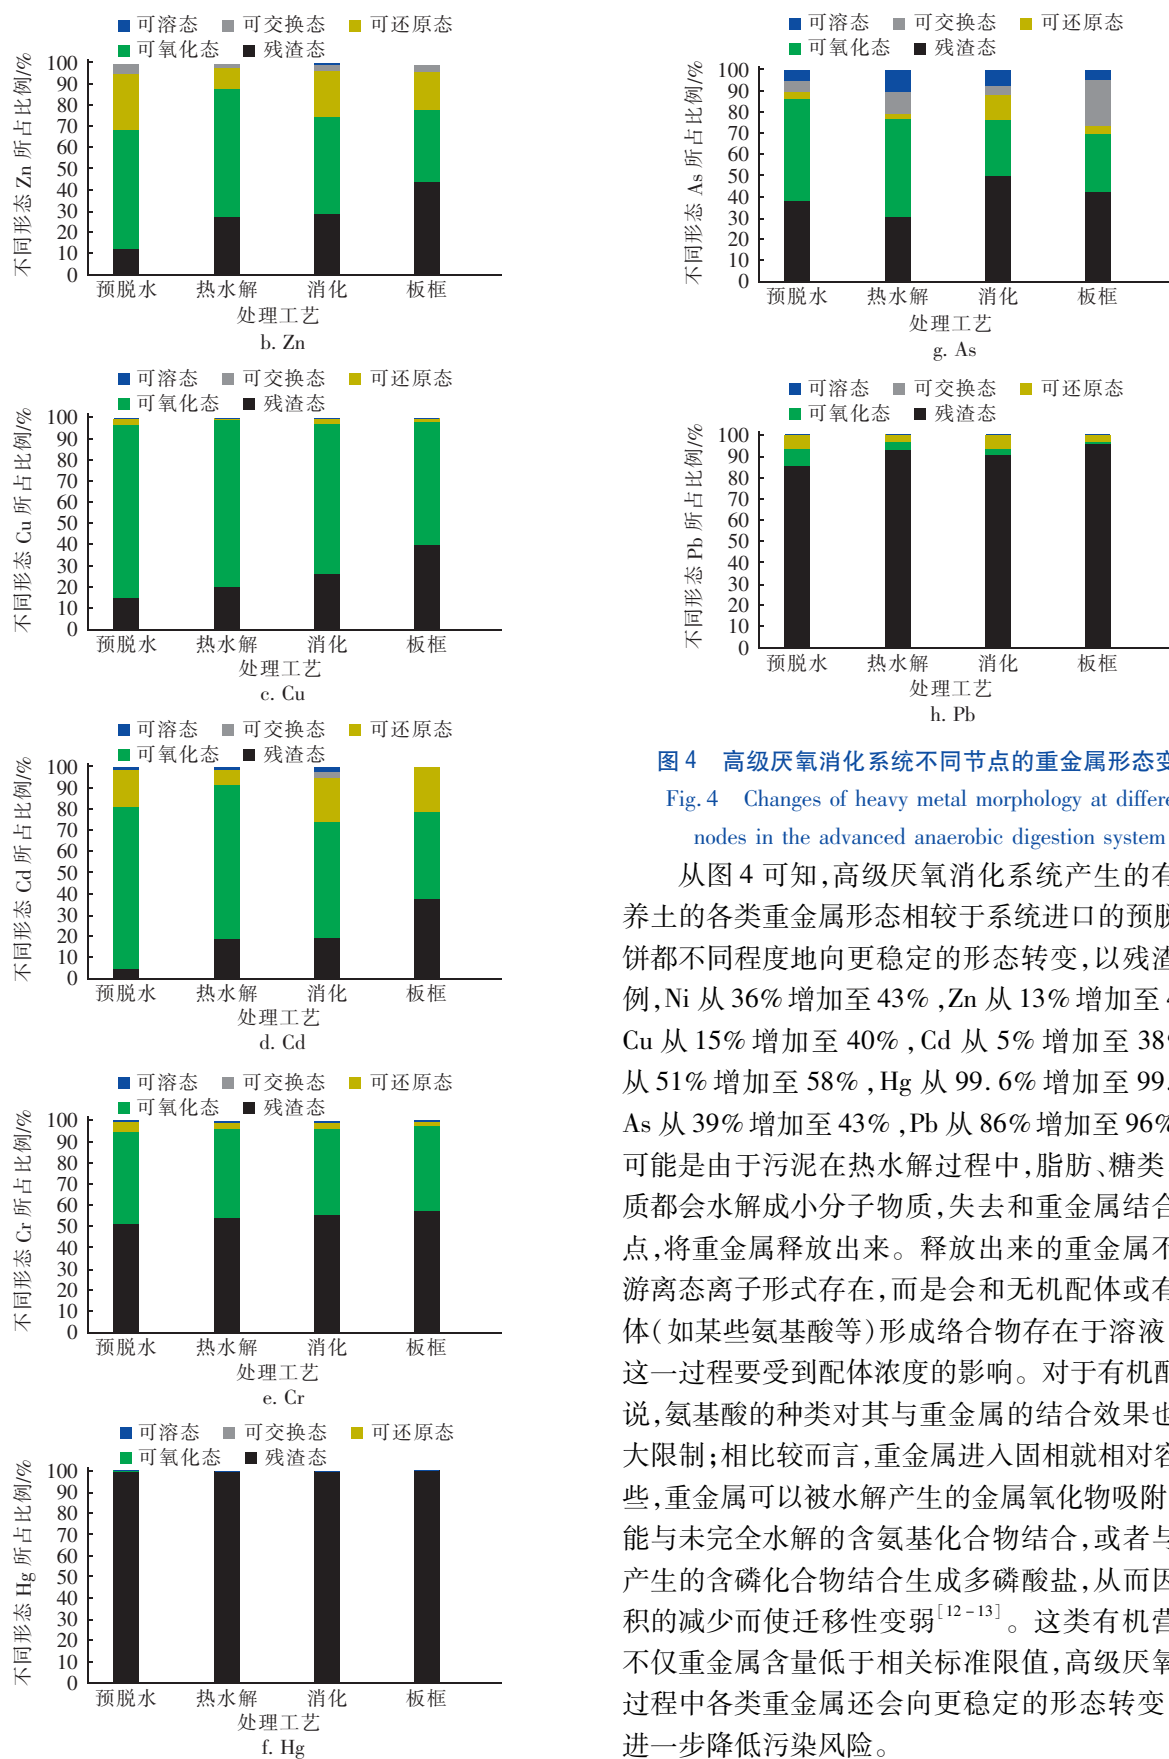 可溶态 可交换态 可还原态
可氧化态 残渣态
不同形态 Zn 所占比例/%
100
90
80
70
60
50
40
30
20
10
0
预脱水 热水解 消化 板框
处理工艺
b. Zn
可溶态 可交换态 可还原态
可氧化态 残渣态
不同形态 Cu 所占比例/%
100
90
80
70
60
50
40
30
20
10
0
预脱水 热水解 消化 板框
处理工艺
c. Cu
可溶态 可交换态 可还原态
可氧化态 残渣态
不同形态 Cd 所占比例/%
100
90
80
70
60
50
40
30
20
10
0
预脱水 热水解 消化 板框
处理工艺
d. Cd
可溶态 可交换态 可还原态
可氧化态 残渣态
不同形态 Cr 所占比例/%
100
90
80
70
60
50
40
30
20
10
0
预脱水 热水解 消化 板框
处理工艺
e. Cr
可溶态 可交换态 可还原态
可氧化态 残渣态
不同形态 Hg 所占比例/%
100
90
80
70
60
50
40
30
20
10
0
预脱水 热水解 消化 板框
处理工艺
f. Hg
可溶态 可交换态 可还原态
可氧化态 残渣态
不同形态 As 所占比例/%
100
90
80
70
60
50
40
30
20
10
0
预脱水 热水解 消化 板框
处理工艺
g. As
可溶态 可交换态 可还原态
可氧化态 残渣态
不同形态 Pb 所占比例/%
100
90
80
70
60
50
40
30
20
10
0
预脱水 热水解 消化 板框
处理工艺
h. Pb
图 4 高级厌氧消化系统不同节点的重金属形态变
Fig. 4 Changes of heavy metal morphology at differe
nodes in the advanced anaerobic digestion system
从图 4 可知,高级厌氧消化系统产生的有
养土的各类重金属形态相较于系统进口的预脱
饼都不同程度地向更稳定的形态转变,以残渣
例,Ni 从 36% 增加至 43% ,Zn 从 13% 增加至 4
Cu 从 15% 增加至 40% ,Cd 从 5% 增加至 38%
从 51% 增加至 58% ,Hg 从 99. 6% 增加至 99.
As 从 39% 增加至 43% ,Pb 从 86% 增加至 96%
可能是由于污泥在热水解过程中,脂肪、糖类
质都会水解成小分子物质,失去和重金属结合
点,将重金属释放出来。释放出来的重金属不
游离态离子形式存在,而是会和无机配体或有
体(如某些氨基酸等)形成络合物存在于溶液
这一过程要受到配体浓度的影响。对于有机配
说,氨基酸的种类对其与重金属的结合效果也
大限制;相比较而言,重金属进入固相就相对容
些,重金属可以被水解产生的金属氧化物吸附
能与未完全水解的含氨基化合物结合,或者与
产生的含磷化合物结合生成多磷酸盐,从而因
积的减少而使迁移性变弱[12-13]。这类有机营
不仅重金属含量低于相关标准限值,高级厌氧
过程中各类重金属还会向更稳定的形态转变
进一步降低污染风险。